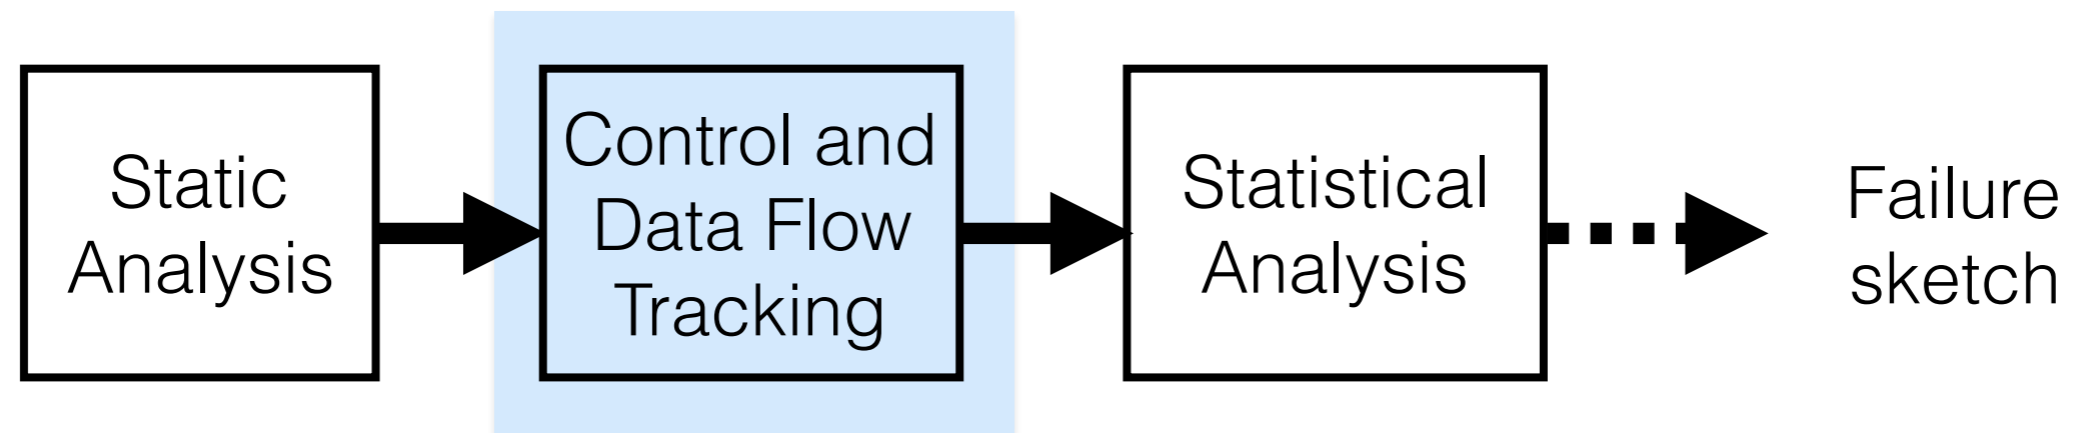 Static
Analysis
Control and
Data Flow
Tracking
Statistical
Analysis
Failure
sketch